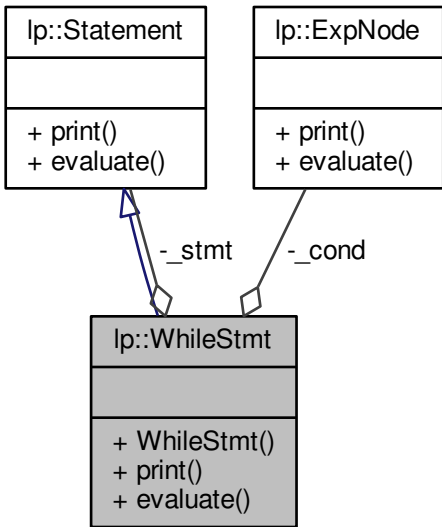 lp::Statement
+ print()
+ evaluate()
lp::ExpNode
+ print()
+ evaluate()
-_stmt
-_cond
lp::WhileStmt
+ WhileStmt()
+ print()
+ evaluate()